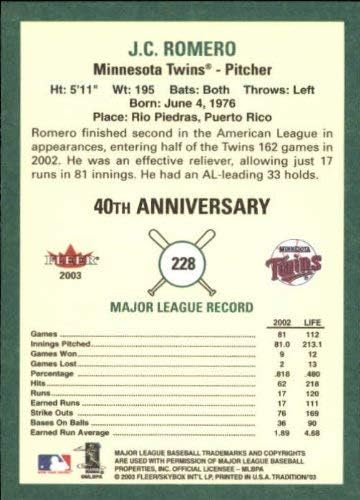 J.C. ROMERO
Minnesota Twins® - Pitcher
Ht: 5'11" Wt: 195 Bats: Both Throws: Left
Born: June 4, 1976
Place: Rio Piedras, Puerto Rico
Romero finished second in the American League in
appearances, entering half of the Twins 162 games in
2002. He was an effective reliever, allowing just 17
runs in 81 innings. He had an AL-leading 33 holds.
40TH ANNIVERSARY
FLEER
2003
228
MINNESOTA
Twins
MAJOR LEAGUE RECORD
2002 LIFE
Games 81 112
Innings Pitched 81.0 213.1
Games Won 9 12
Games Lost 2 13
Percentage .818 .480
Hits 62 218
Runs 17 120
Earned Runs 17 111
Strike Outs 76 169
Bases On Balls 36 90
Earned Run Average 1.89 4.68
MAJOR LEAGUE BASEBALL TRADEMARKS AND COPYRIGHTS
ARE USED WITH PERMISSION OF MAJOR LEAGUE BASEBALL
PROPERTIES, INC. OFFICIAL LICENSEE - MLBPA
© 2003 FLEER/SKYBOX INT'L LP, PRINTED IN U.S.A. TRADITION/'03